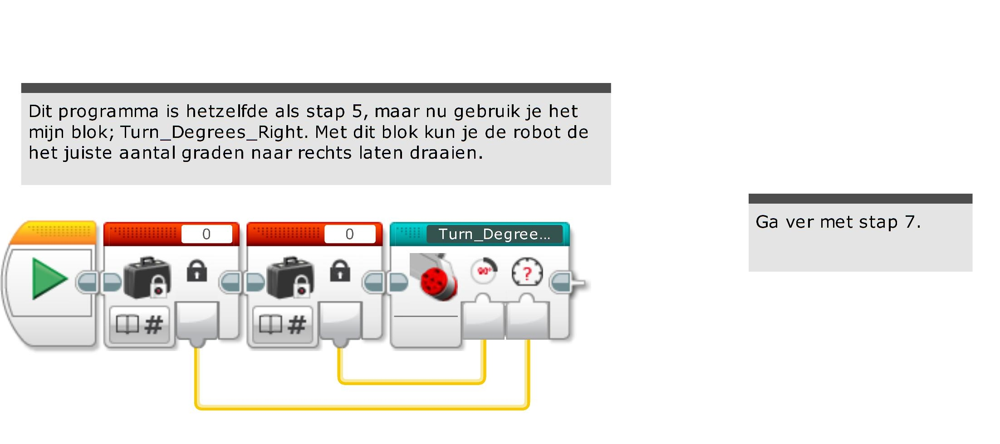 Dit programma is hetzelfde als stap 5, maar nu gebruik je het
mijn blok; Turn_Degrees_Right. Met dit blok kun je de robot de
het juiste aantal graden naar rechts laten draaien.
Ga ver met stap 7.
0
0
Turn_Degree...
90°
?
#
#